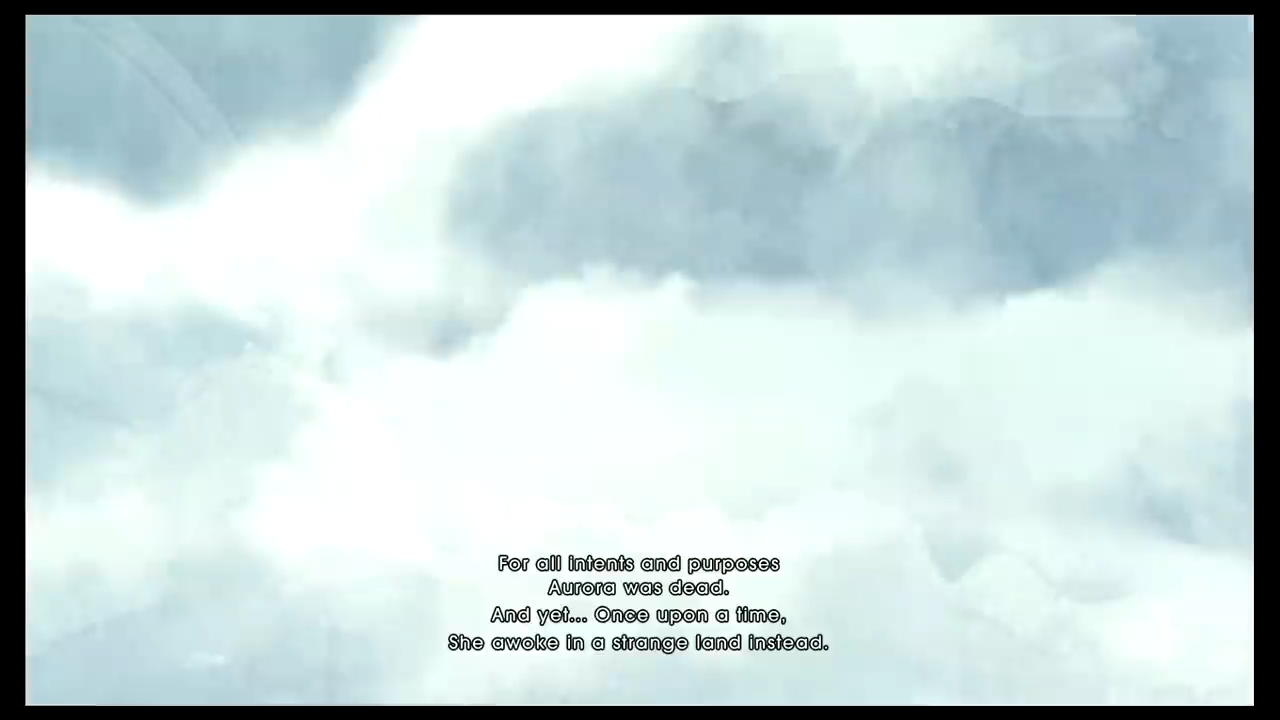 For all intents and purposes
Aurora was dead.
And yet... Once upon a time,
She awoke in a strange land instead.